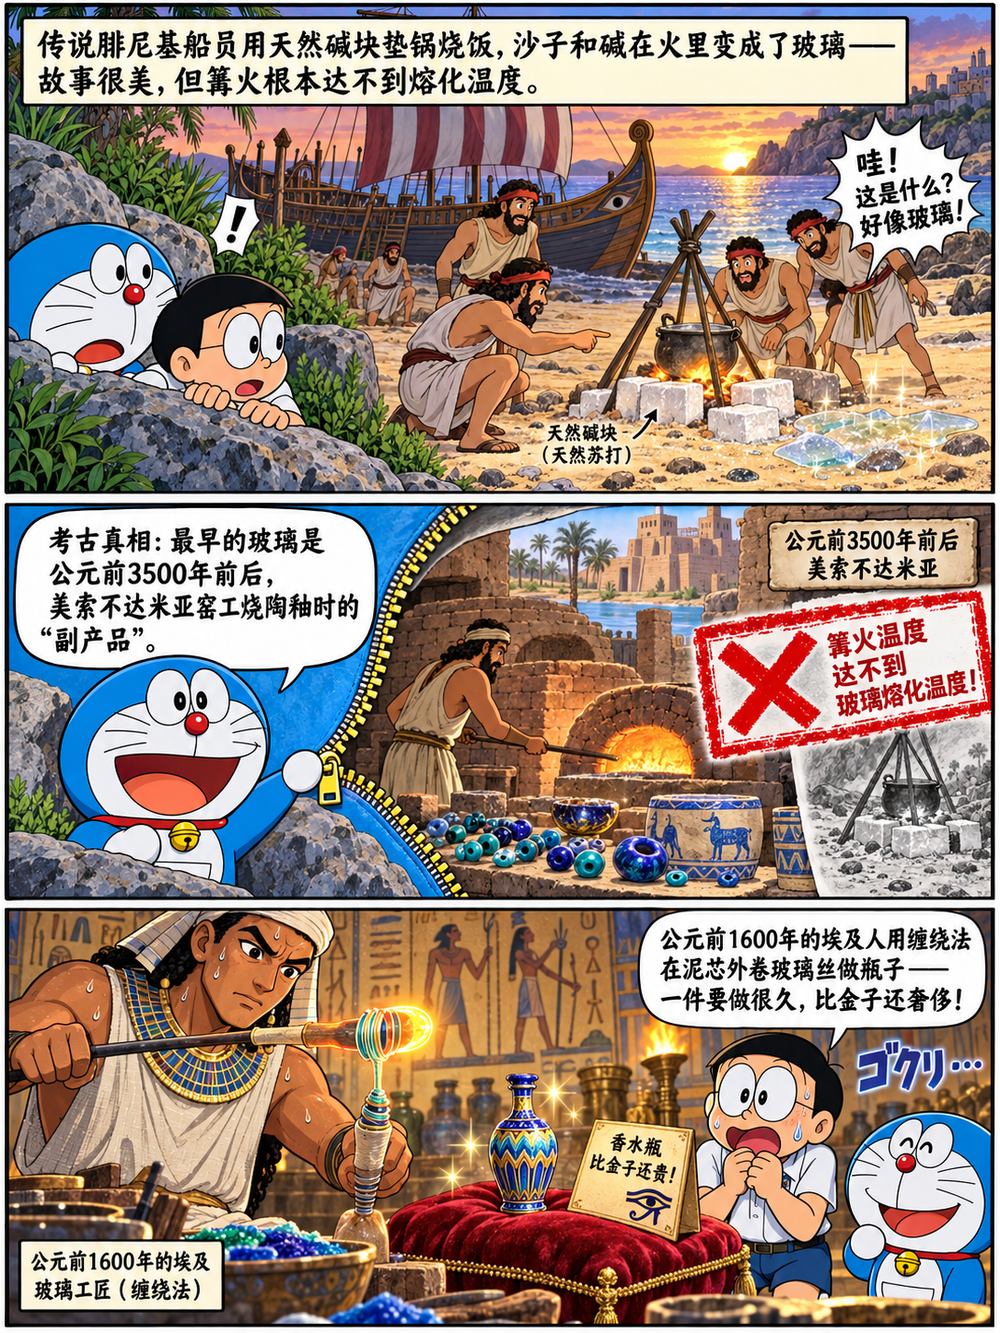 传说腓尼基船员用天然碱块垫锅烧饭，沙子和碱在火里变成了玻璃——
故事很美，但篝火根本达不到熔化温度。
！
哇！
这是什么？
好像玻璃！
天然碱块
（天然苏打）
考古真相：最早的玻璃是
公元前3500年前后，
美索不达米亚窑工烧陶釉时的
“副产品”。
公元前3500年前后
美索不达米亚
篝火温度
达不到
玻璃熔化温度！
公元前1600年的埃及人用缠绕法
在泥芯外卷玻璃丝做瓶子——
一件要做很久，比金子还奢侈！
ゴクリ…
香水瓶
比金子还贵！
公元前1600年的埃及
玻璃工匠（缠绕法）